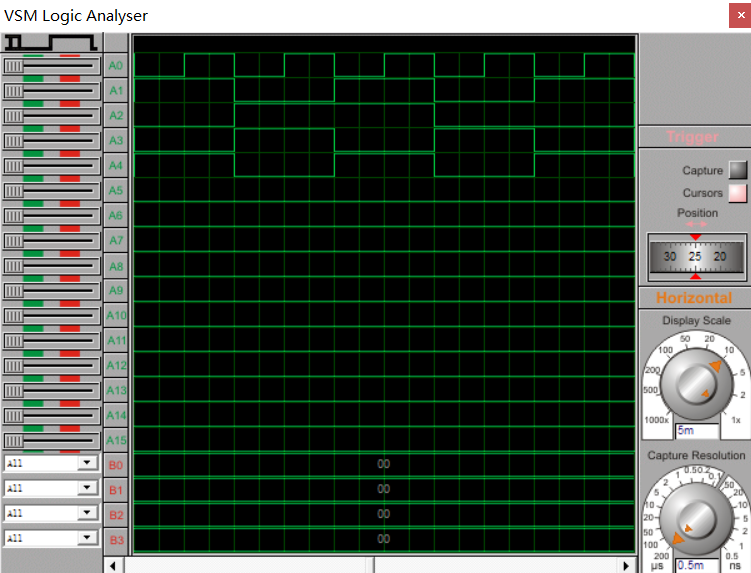 VSM Logic Analyser
A0
A1
A2
A3
A4
A5
A6
A7
A8
A9
A10
A11
A12
A13
A14
A15
All B0 00
All B1 00
All B2 00
All B3 00
Trigger
Capture
Cursors
Position
30 25 20
Horizontal
Display Scale
50 20
100 10
200 5
500 2
1000x 1x
5m
Capture Resolution
1 0.5 0.2 0.1
2 50
5 20
10 10
20 5
50 2
100 1
200 0.5
µs ns
0.5m